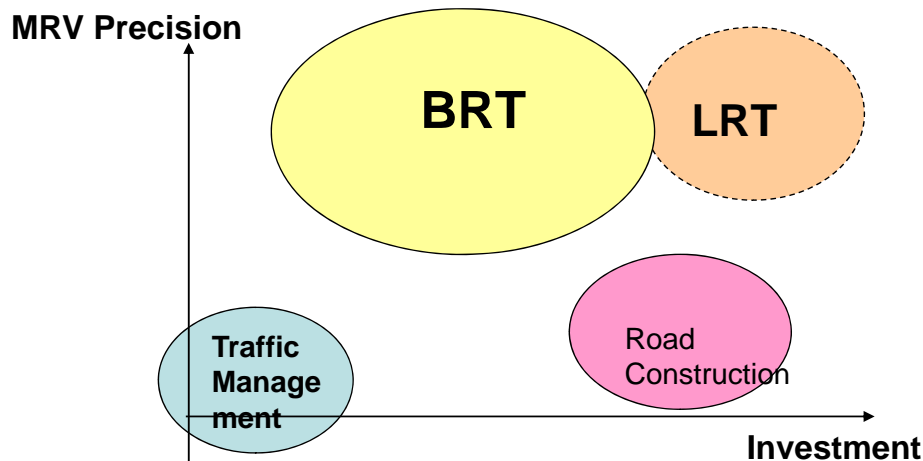 MRV Precision
BRT
LRT
Traffic
Manage
ment
Road
Construction
Investment